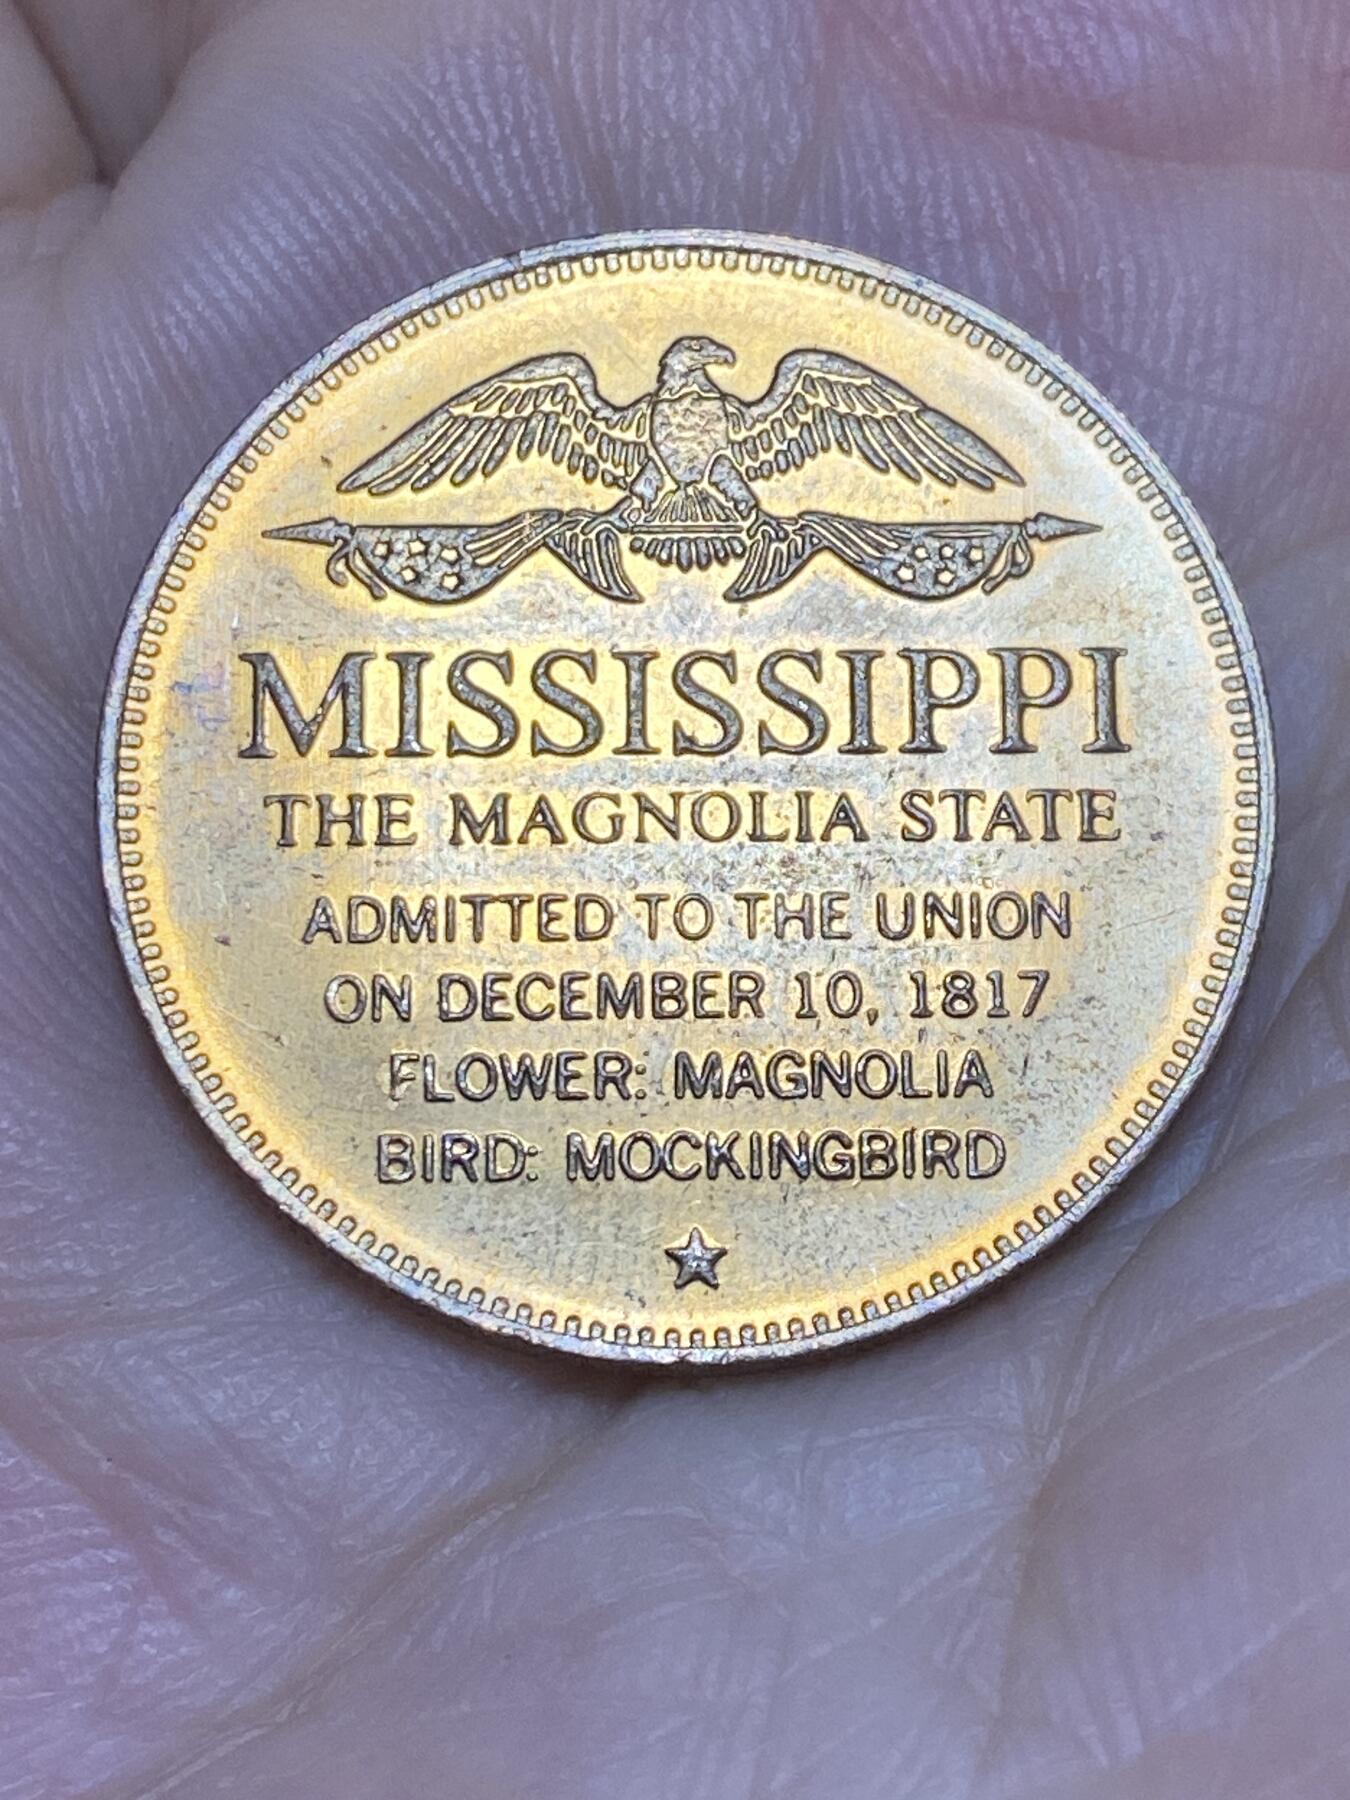 MISSISSIPPI
THE MAGNOLIA STATE
ADMITTED TO THE UNION
ON DECEMBER 10, 1817
FLOWER: MAGNOLIA
BIRD: MOCKINGBIRD